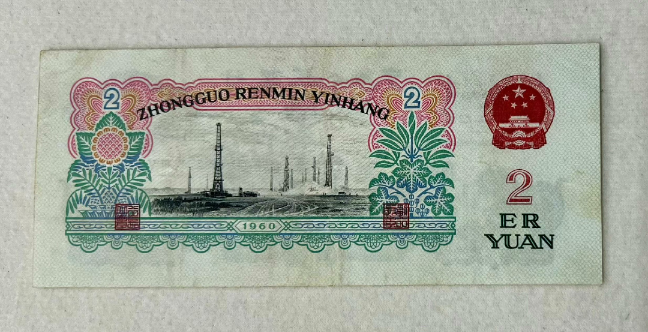 2
ZHONGGUO RENMIN YINHANG
2
1960
2
ER
YUAN